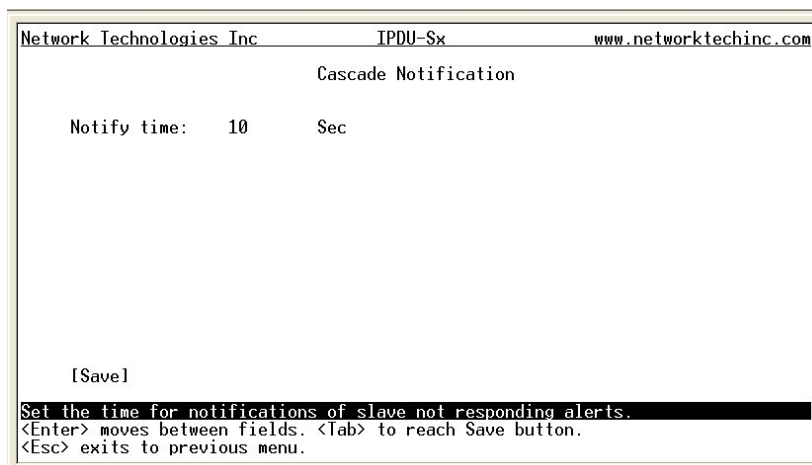 Network Technologies Inc IPDU-Sx www.networktechinc.com
Cascade Notification
Notify time: 10 Sec
[Save]
Set the time for notifications of slave not responding alerts.
<Enter> moves between fields. <Tab> to reach Save button.
<Esc> exits to previous menu.